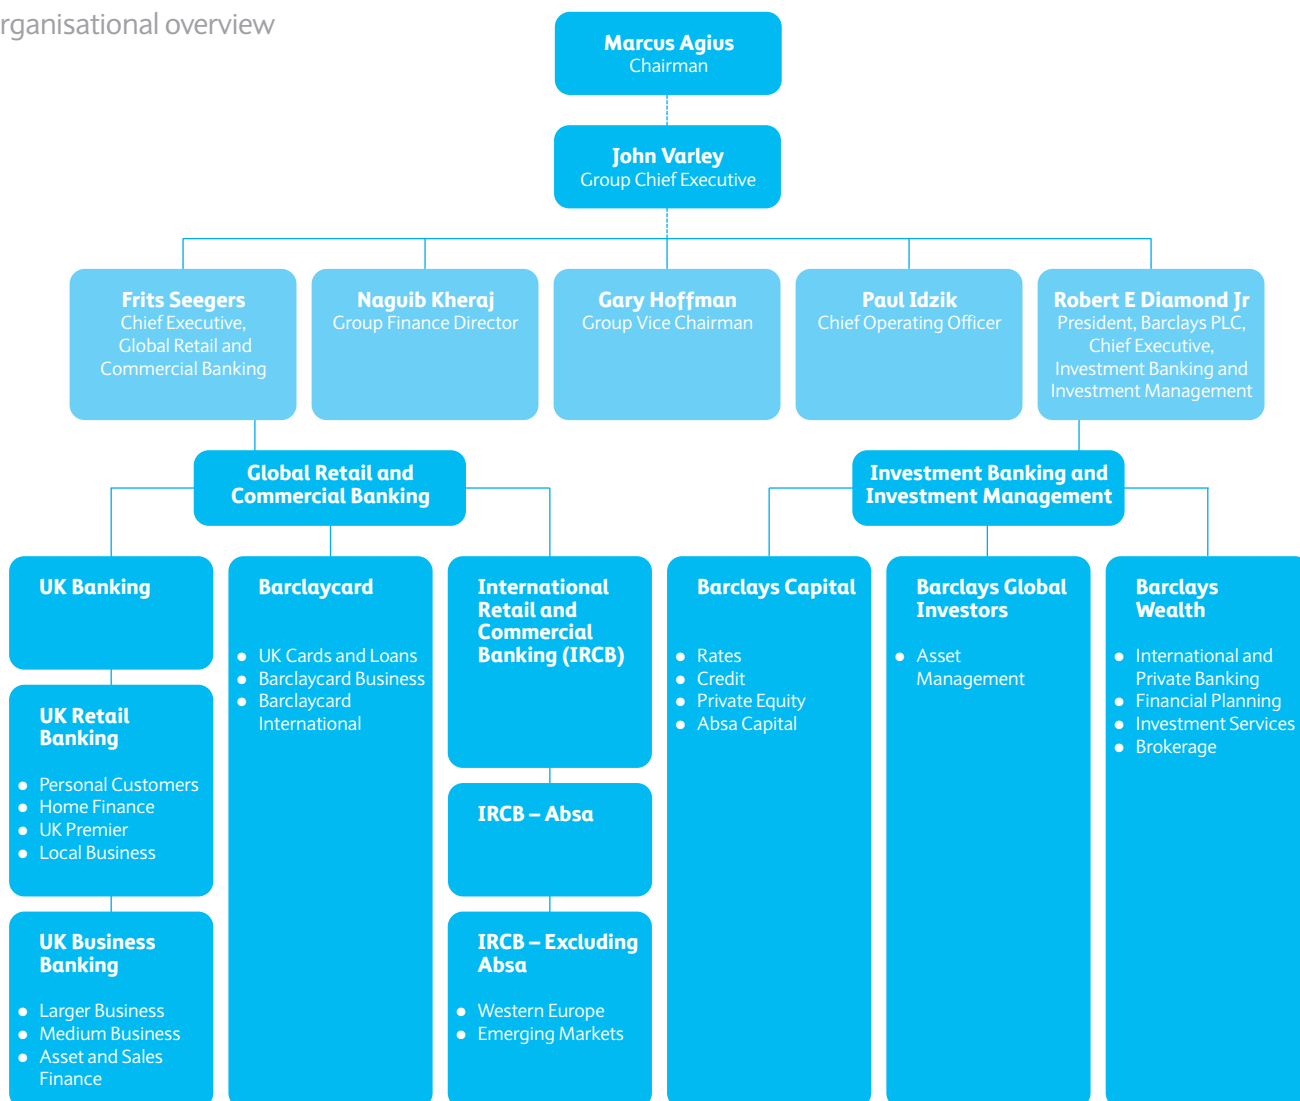 rganisational overview
Marcus Agius
Chairman
John Varley
Group Chief Executive
Frits Seegers
Chief Executive,
Global Retail and
Commercial Banking
Naguib Kheraj
Group Finance Director
Gary Hoffman
Group Vice Chairman
Paul Idzik
Chief Operating Officer
Robert E Diamond Jr
President, Barclays PLC,
Chief Executive,
Investment Banking and
Investment Management
Global Retail and
Commercial Banking
Investment Banking and
Investment Management
UK Banking
UK Retail
Banking
● Personal Customers
● Home Finance
● UK Premier
● Local Business
UK Business
Banking
● Larger Business
● Medium Business
● Asset and Sales
Finance
Barclaycard
● UK Cards and Loans
● Barclaycard Business
● Barclaycard
International
International
Retail and
Commercial
Banking (IRCB)
IRCB – Absa
IRCB – Excluding
Absa
● Western Europe
● Emerging Markets
Barclays Capital
● Rates
● Credit
● Private Equity
● Absa Capital
Barclays Global
Investors
● Asset
Management
Barclays
Wealth
● International and
Private Banking
● Financial Planning
● Investment Services
● Brokerage